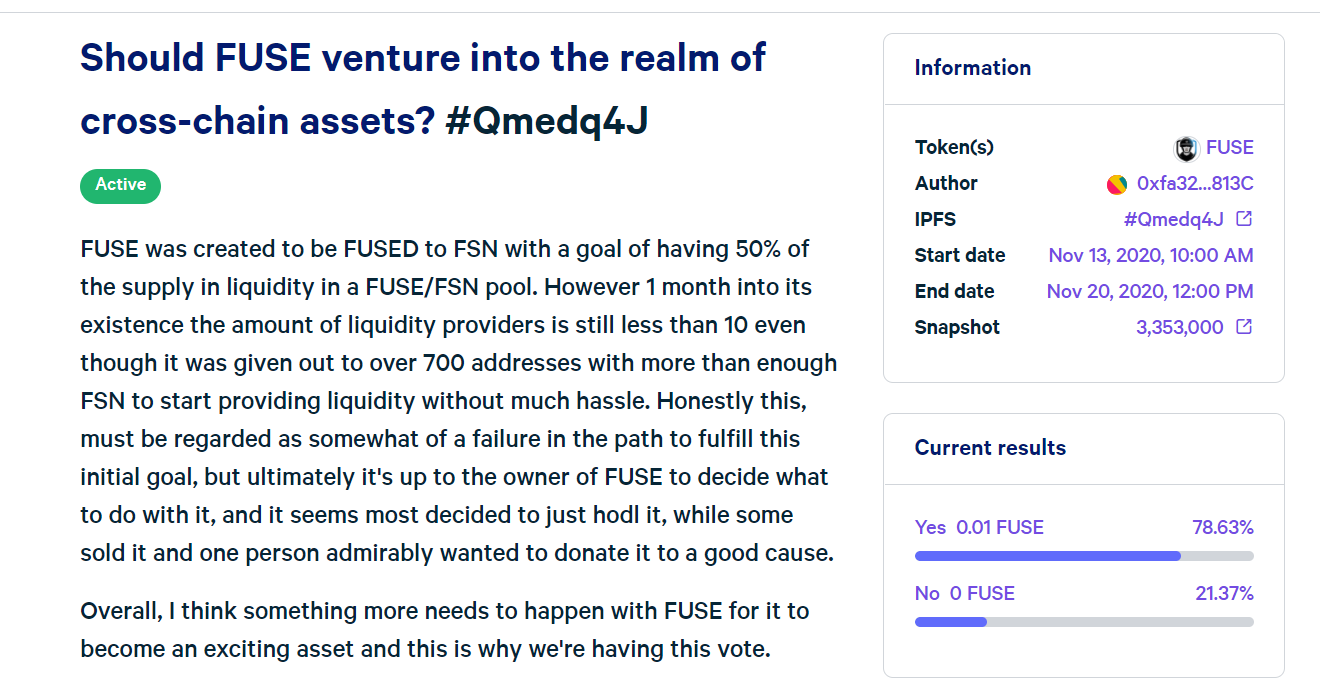 Should FUSE venture into the realm of
cross-chain assets? #Qmedq4J
Active
FUSE was created to be FUSED to FSN with a goal of having 50% of
the supply in liquidity in a FUSE/FSN pool. However 1 month into its
existence the amount of liquidity providers is still less than 10 even
though it was given out to over 700 addresses with more than enough
FSN to start providing liquidity without much hassle. Honestly this,
must be regarded as somewhat of a failure in the path to fulfill this
initial goal, but ultimately it's up to the owner of FUSE to decide what
to do with it, and it seems most decided to just hodl it, while some
sold it and one person admirably wanted to donate it to a good cause.
Overall, I think something more needs to happen with FUSE for it to
become an exciting asset and this is why we're having this vote.
Information
Token(s) FUSE
Author 0xfa32...813C
IPFS #Qmedq4J
Start date Nov 13, 2020, 10:00 AM
End date Nov 20, 2020, 12:00 PM
Snapshot 3,353,000
Current results
Yes 0.01 FUSE 78.63%
No 0 FUSE 21.37%